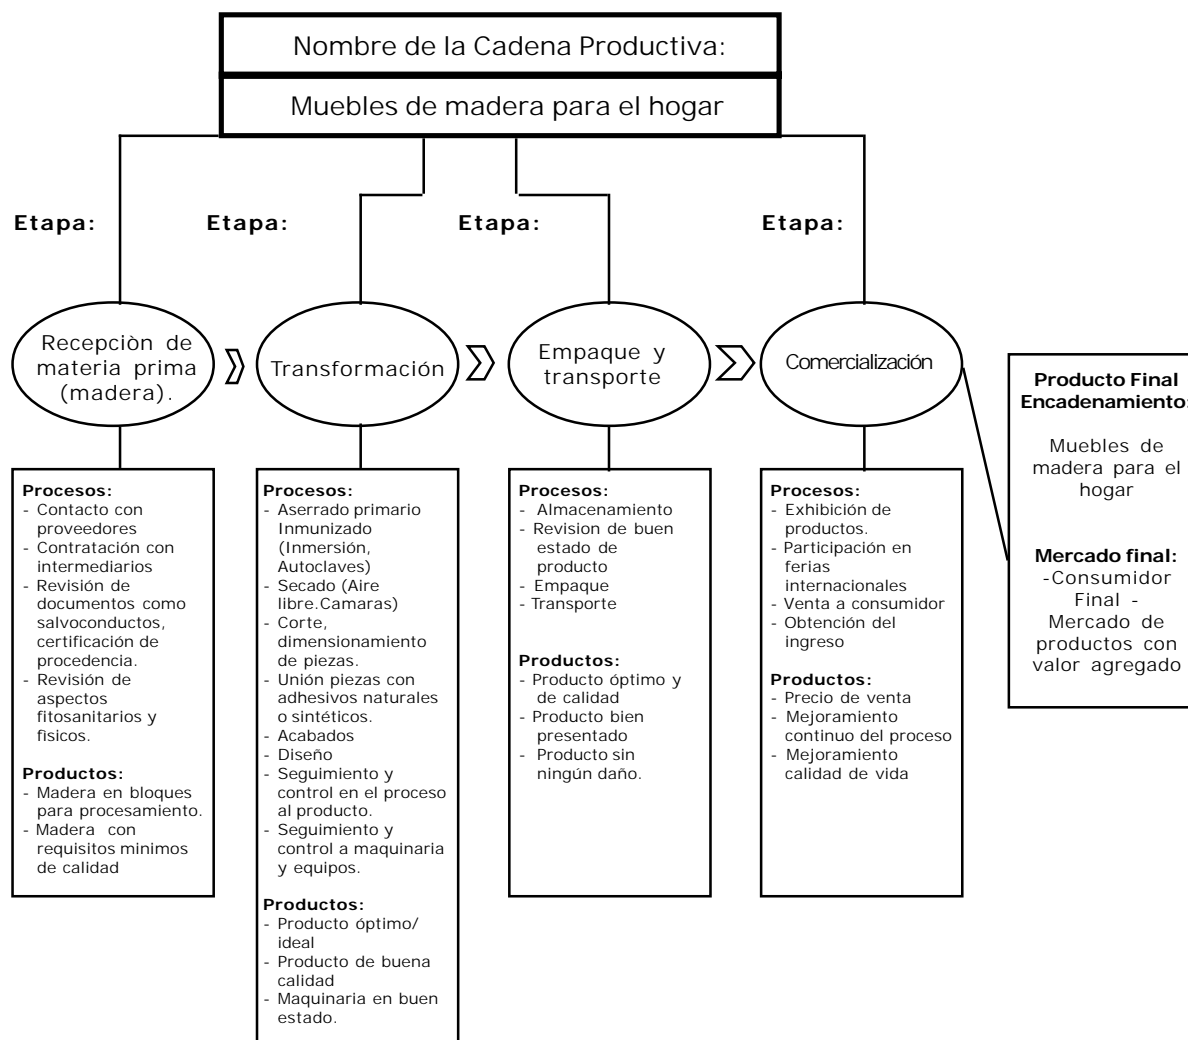 Nombre de la Cadena Productiva:
Muebles de madera para el hogar
Etapa:
Etapa:
Etapa:
Etapa:
Recepciòn de
materia prima
(madera).
Transformación
Empaque y
transporte
Comercialización
Procesos:
- Contacto con
proveedores
- Contratación con
intermediarios
- Revisión de
documentos como
salvoconductos,
certificación de
procedencia.
- Revisión de
aspectos
fitosanitarios y
fisicos.
Productos:
- Madera en bloques
para procesamiento.
- Madera con
requisitos minimos
de calidad
Procesos:
- Aserrado primario
Inmunizado
(Inmersión,
Autoclaves)
- Secado (Aire
libre.Camaras)
- Corte,
dimensionamiento
de piezas.
- Unión piezas con
adhesivos naturales
o sintéticos.
- Acabados
- Diseño
- Seguimiento y
control en el proceso
al producto.
- Seguimiento y
control a maquinaria
y equipos.
Productos:
- Producto óptimo/
ideal
- Producto de buena
calidad
- Maquinaria en buen
estado.
Procesos:
- Almacenamiento
- Revision de buen
estado de
producto
- Empaque
- Transporte
Productos:
- Producto óptimo y
de calidad
- Producto bien
presentado
- Producto sin
ningún daño.
Procesos:
- Exhibición de
productos.
- Participación en
ferias
internacionales
- Venta a consumidor
- Obtención del
ingreso
Productos:
- Precio de venta
- Mejoramiento
continuo del proceso
- Mejoramiento
calidad de vida
Producto Final
Encadenamiento:
Muebles de
madera para el
hogar
Mercado final:
-Consumidor
Final -
Mercado de
productos con
valor agregado